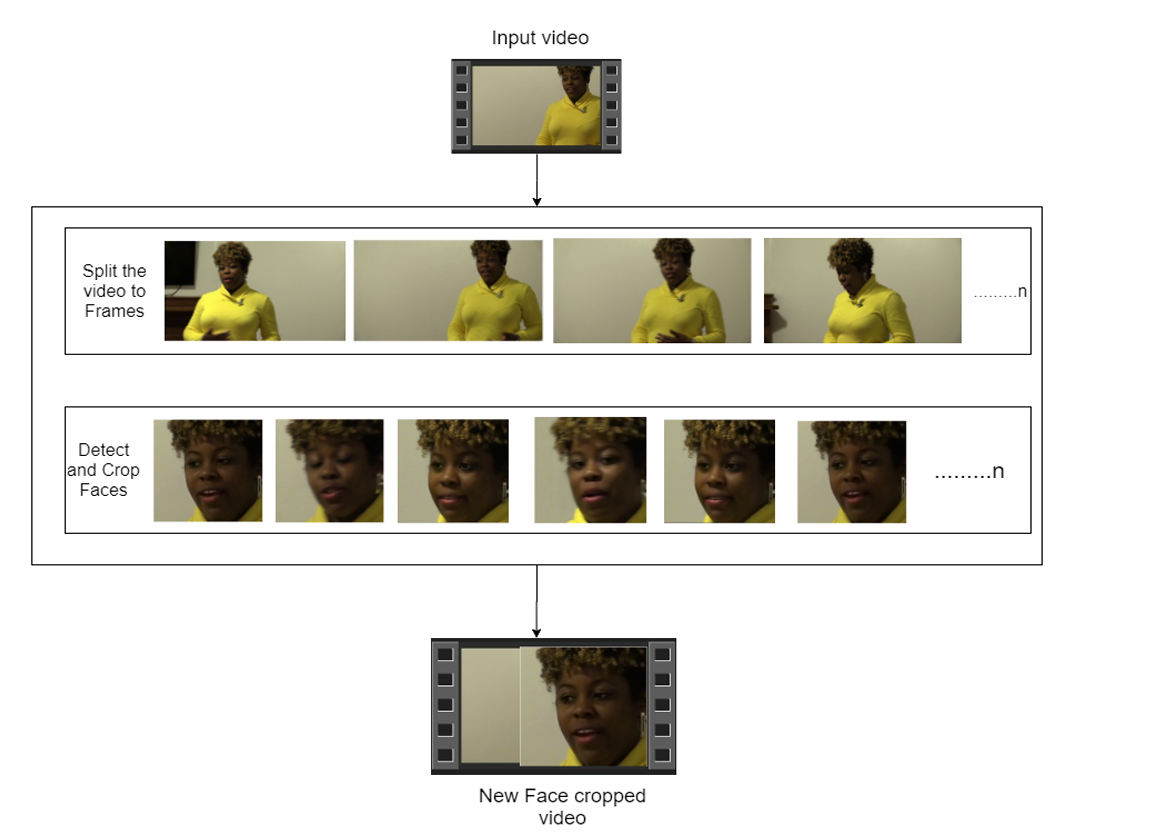 Input video
Split the
video to
Frames
.........n
Detect
and Crop
Faces
.........n
New Face cropped
video